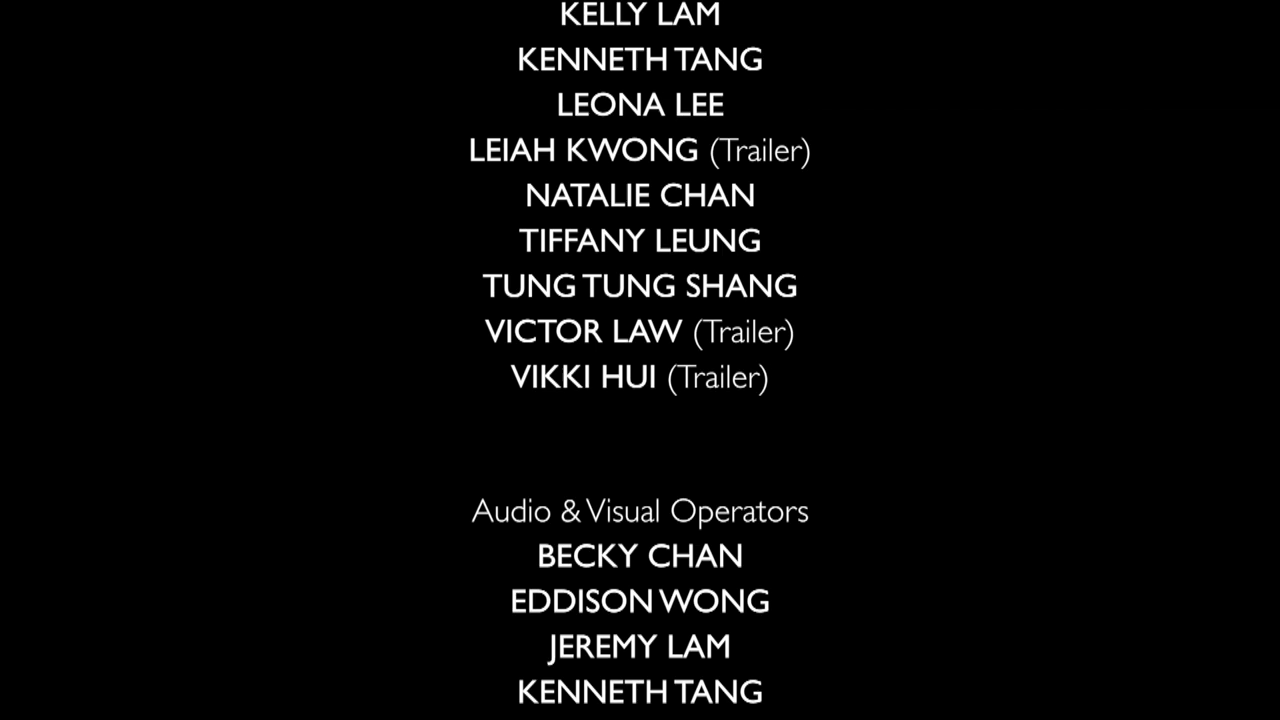 KELLY LAM
KENNETH TANG
LEONA LEE
LEIAH KWONG (Trailer)
NATALIE CHAN
TIFFANY LEUNG
TUNG TUNG SHANG
VICTOR LAW (Trailer)
VIKKI HUI (Trailer)
Audio & Visual Operators
BECKY CHAN
EDDISON WONG
JEREMY LAM
KENNETH TANG